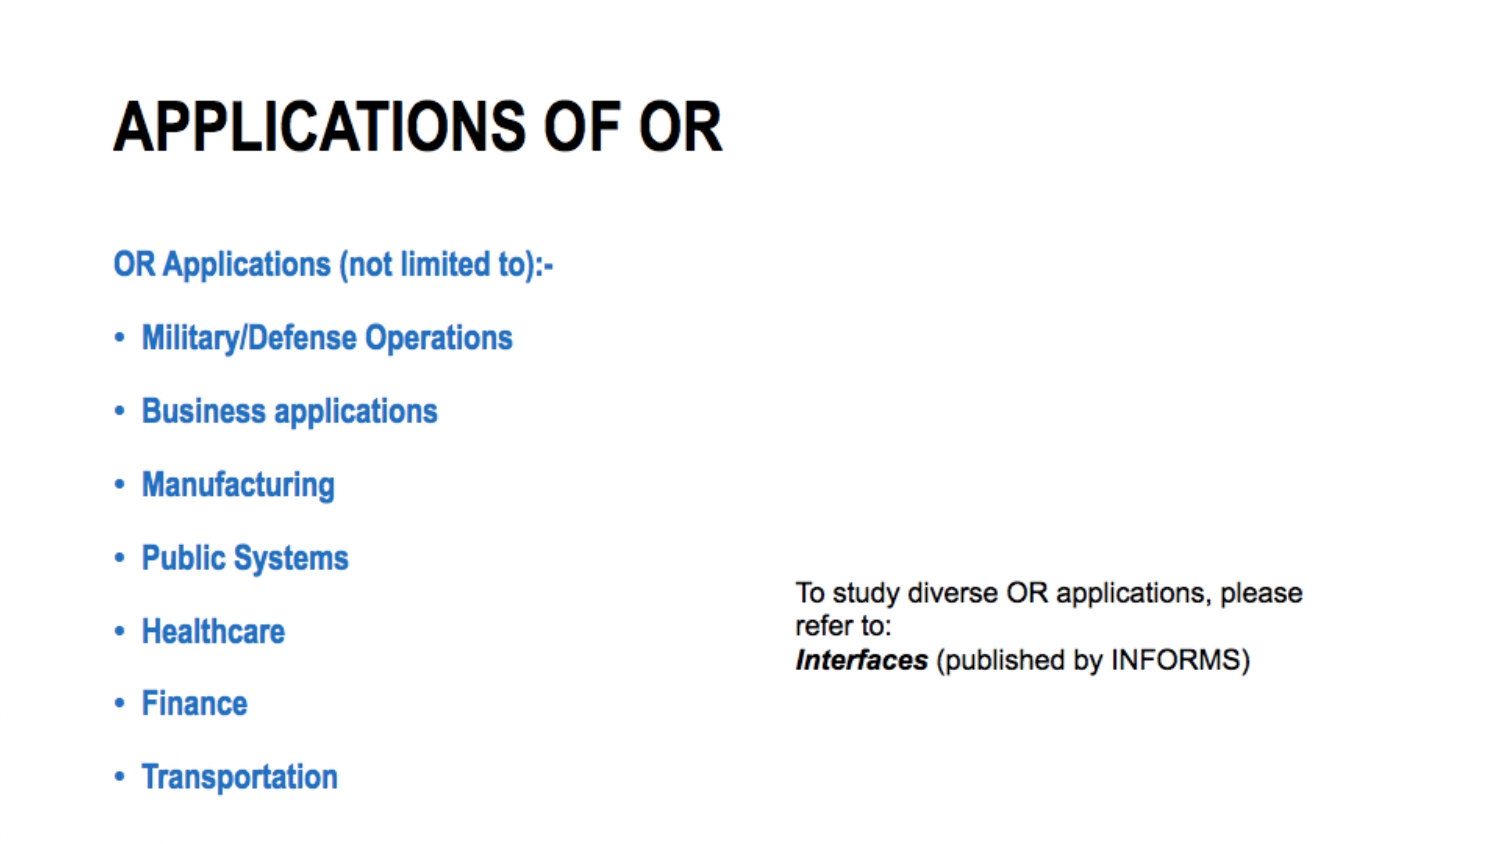 APPLICATIONS OF OR
OR Applications (not limited to):-
• Military/Defense Operations
• Business applications
• Manufacturing
• Public Systems
• Healthcare
• Finance
• Transportation
To study diverse OR applications, please
refer to:
Interfaces (published by INFORMS)